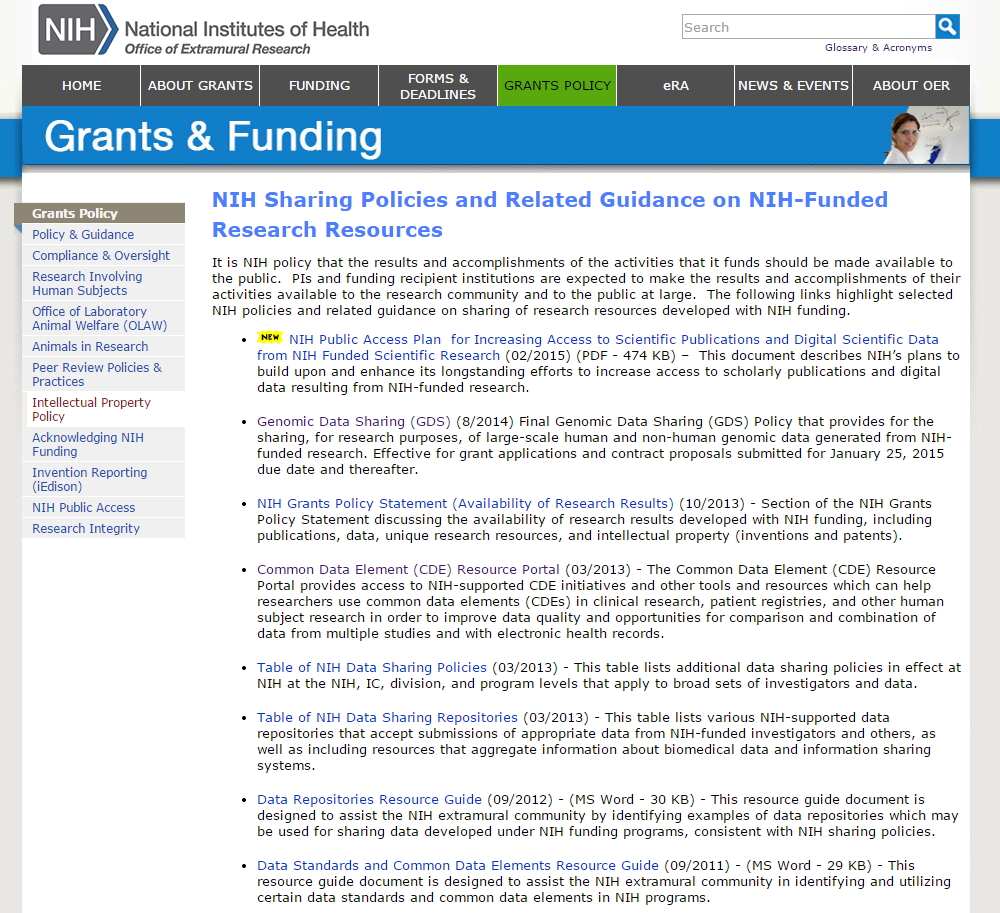 NIH National Institutes of Health
Office of Extramural Research
Search
Glossary & Acronyms
HOME
ABOUT GRANTS
FUNDING
FORMS &
DEADLINES
GRANTS POLICY
eRA
NEWS & EVENTS
ABOUT OER
Grants & Funding
Grants Policy
Policy & Guidance
Compliance & Oversight
Research Involving
Human Subjects
Office of Laboratory
Animal Welfare (OLAW)
Animals in Research
Peer Review Policies &
Practices
Intellectual Property
Policy
Acknowledging NIH
Funding
Invention Reporting
(iEdison)
NIH Public Access
Research Integrity
NIH Sharing Policies and Related Guidance on NIH-Funded
Research Resources
It is NIH policy that the results and accomplishments of the activities that it funds should be made available to
the public.  PIs and funding recipient institutions are expected to make the results and accomplishments of their
activities available to the research community and to the public at large.  The following links highlight selected
NIH policies and related guidance on sharing of research resources developed with NIH funding.
• NEW NIH Public Access Plan  for Increasing Access to Scientific Publications and Digital Scientific Data
from NIH Funded Scientific Research (02/2015) (PDF - 474 KB) –  This document describes NIH’s plans to
build upon and enhance its longstanding efforts to increase access to scholarly publications and digital
data resulting from NIH-funded research.
• Genomic Data Sharing (GDS) (8/2014) Final Genomic Data Sharing (GDS) Policy that provides for the
sharing, for research purposes, of large-scale human and non-human genomic data generated from NIH-
funded research. Effective for grant applications and contract proposals submitted for January 25, 2015
due date and thereafter.
• NIH Grants Policy Statement (Availability of Research Results) (10/2013) - Section of the NIH Grants
Policy Statement discussing the availability of research results developed with NIH funding, including
publications, data, unique research resources, and intellectual property (inventions and patents).
• Common Data Element (CDE) Resource Portal (03/2013) - The Common Data Element (CDE) Resource
Portal provides access to NIH-supported CDE initiatives and other tools and resources which can help
researchers use common data elements (CDEs) in clinical research, patient registries, and other human
subject research in order to improve data quality and opportunities for comparison and combination of
data from multiple studies and with electronic health records.
• Table of NIH Data Sharing Policies (03/2013) - This table lists additional data sharing policies in effect at
NIH at the NIH, IC, division, and program levels that apply to broad sets of investigators and data.
• Table of NIH Data Sharing Repositories (03/2013) - This table lists various NIH-supported data
repositories that accept submissions of appropriate data from NIH-funded investigators and others, as
well as including resources that aggregate information about biomedical data and information sharing
systems.
• Data Repositories Resource Guide (09/2012) - (MS Word - 30 KB) - This resource guide document is
designed to assist the NIH extramural community by identifying examples of data repositories which may
be used for sharing data developed under NIH funding programs, consistent with NIH sharing policies.
• Data Standards and Common Data Elements Resource Guide (09/2011) - (MS Word - 29 KB) - This
resource guide document is designed to assist the NIH extramural community in identifying and utilizing
certain data standards and common data elements in NIH programs.